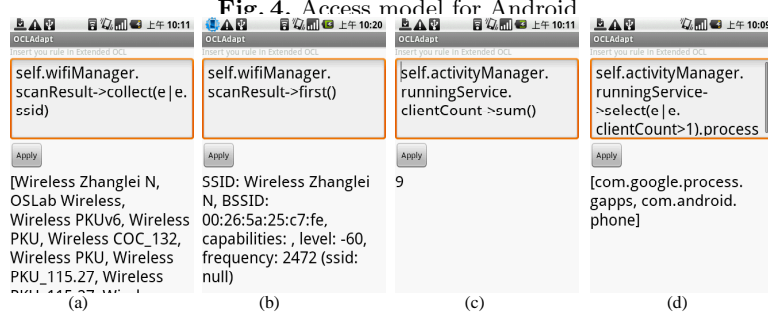 Fig. 4. Access model for Android
上午 10:11
OCLAdapt
Insert you rule in Extended OCL
self.wifiManager.
scanResult->collect(e|e.
ssid)
Apply
[Wireless Zhanglei N,
OSLab Wireless,
Wireless PKUv6, Wireless
PKU, Wireless COC_132,
Wireless PKU, Wireless
PKU_115.27, Wireless
(a)
上午 10:20
OCLAdapt
Insert you rule in Extended OCL
self.wifiManager.
scanResult->first()
Apply
SSID: Wireless Zhanglei
N, BSSID:
00:26:5a:25:c7:fe,
capabilities: , level: -60,
frequency: 2472 (ssid:
null)
(b)
上午 10:11
OCLAdapt
Insert you rule in Extended OCL
self.activityManager.
runningService.
clientCount->sum()
Apply
9
(c)
上午 10:09
OCLAdapt
Insert you rule in Extended OCL
self.activityManager.
runningService-
>select(e|e.
clientCount>1).process
Apply
[com.google.process.
gapps, com.android.
phone]
(d)